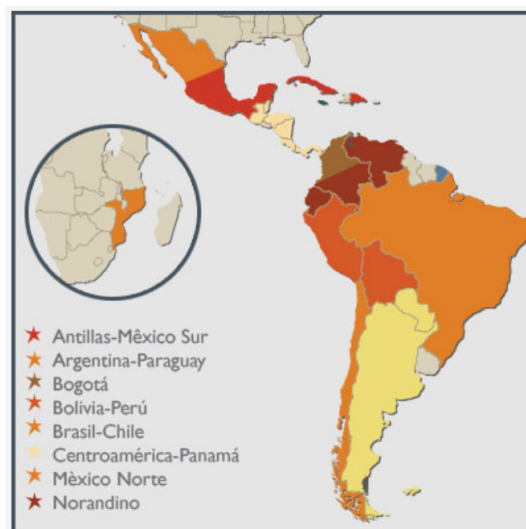 Antillas-Mêxico Sur
Argentina-Paraguay
Bogotá
Bolivia-Perú
Brasil-Chile
Centroamérica-Panamá
Mèxico Norte
Norandino